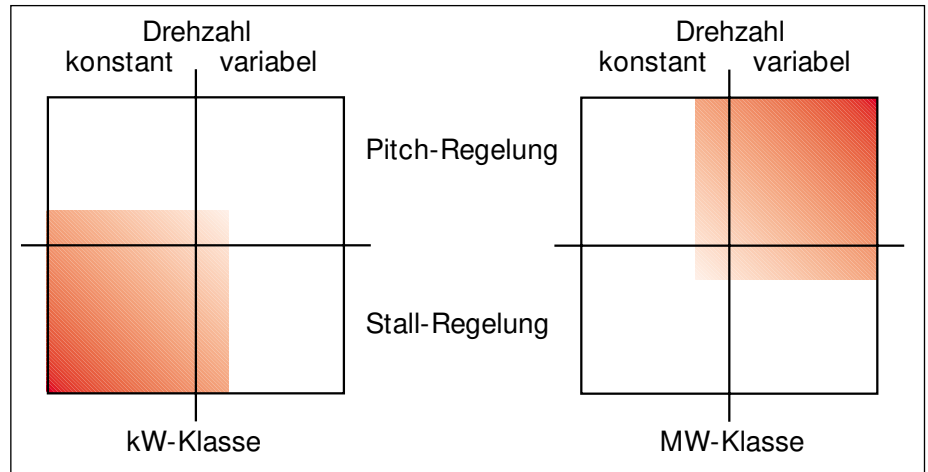 Drehzahl
konstant variabel
Drehzahl
konstant variabel
Pitch-Regelung
Stall-Regelung
kW-Klasse
MW-Klasse